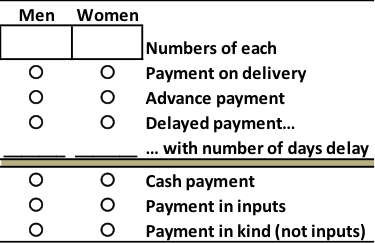 Men Women
Numbers of each
Payment on delivery
Advance payment
Delayed payment...
... with number of days delay
Cash payment
Payment in inputs
Payment in kind (not inputs)